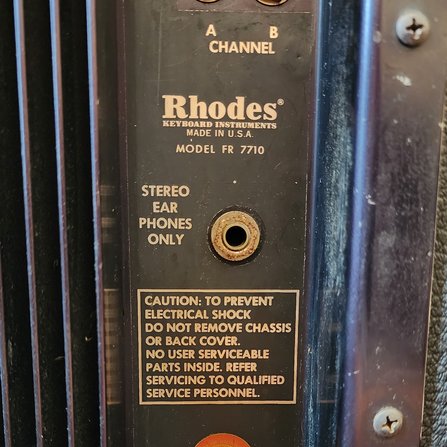 A B
CHANNEL
Rhodes®
KEYBOARD INSTRUMENTS
MADE IN U.S.A.
MODEL FR 7710
STEREO
EAR
PHONES
ONLY
CAUTION: TO PREVENT
ELECTRICAL SHOCK
DO NOT REMOVE CHASSIS
OR BACK COVER.
NO USER SERVICEABLE
PARTS INSIDE. REFER
SERVICING TO QUALIFIED
SERVICE PERSONNEL.